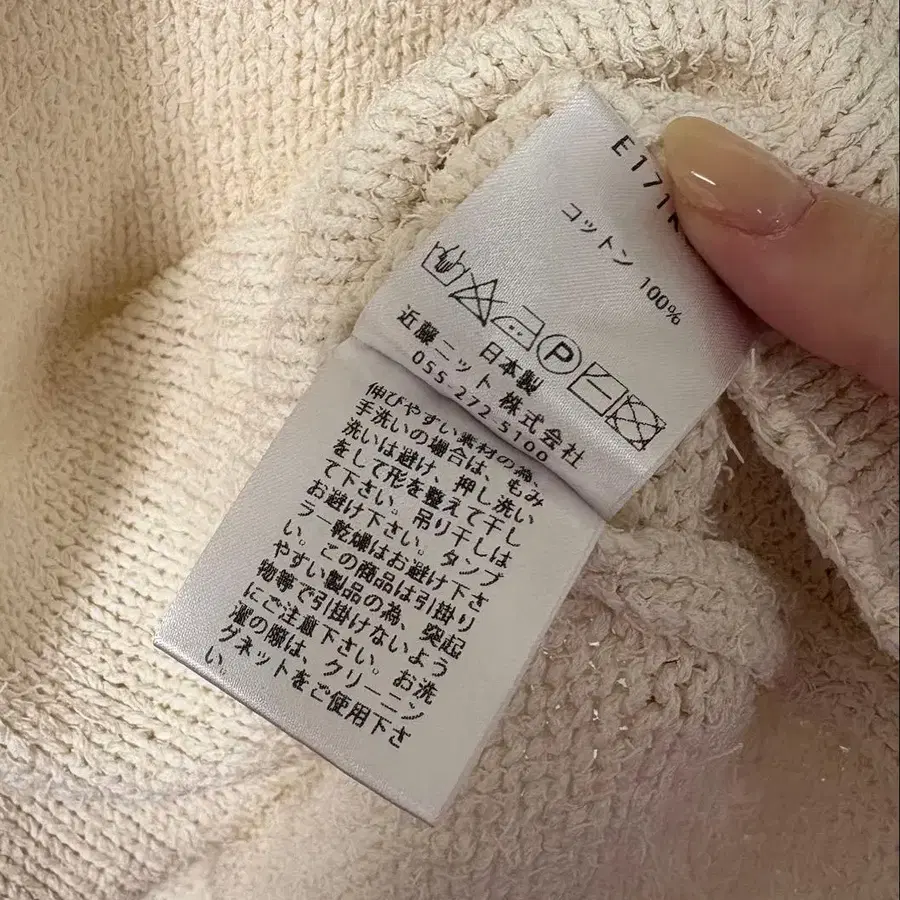 E171
コットン 100%
P
日本製
近藤ニット株式会社
055-272-5100
伸びやすい素材の為、
手洗いの場合は、もみ
洗いは避け、押し洗い
をして形を整えて干し
て下さい。吊り干しは
お避け下さい。タンブ
ラー乾燥はお避け下さ
い。この商品は引掛り
やすい製品の為、突起
物等で引掛けないよう
にご注意下さい。お洗
濯の際は、クリーニン
グネットをご使用下さ
い。